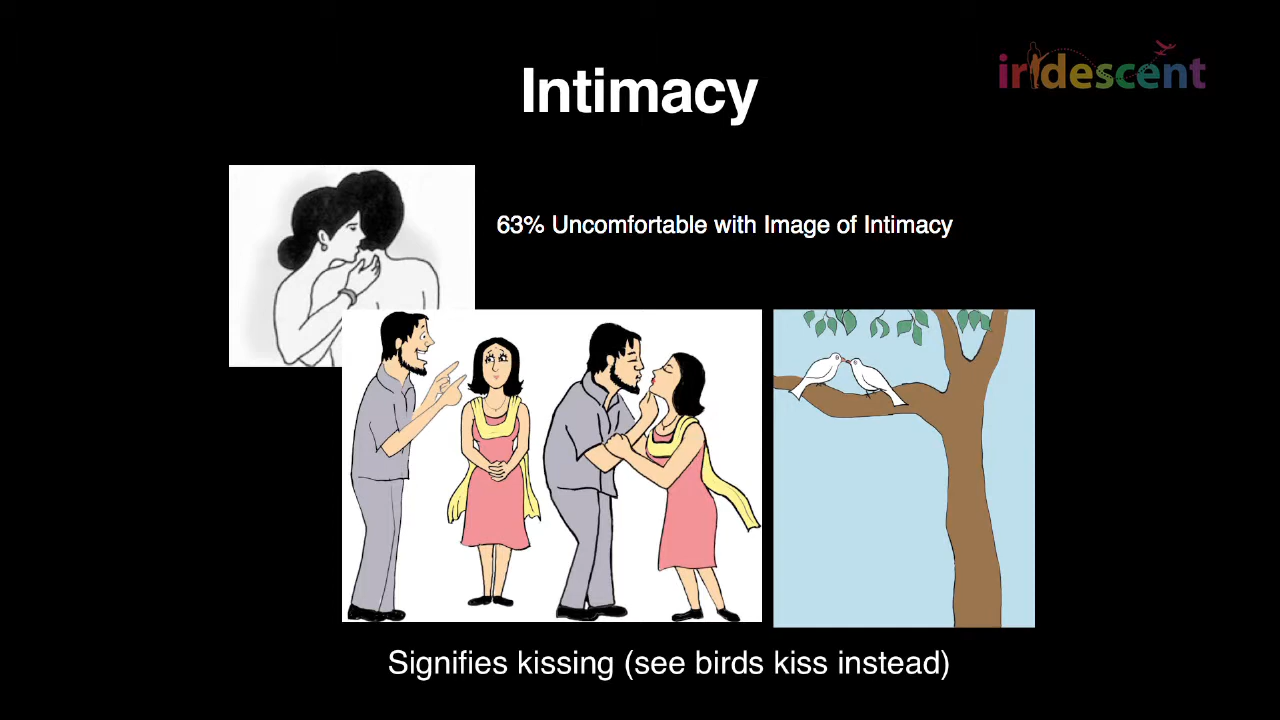 iridescent
Intimacy
63% Uncomfortable with Image of Intimacy
Signifies kissing (see birds kiss instead)